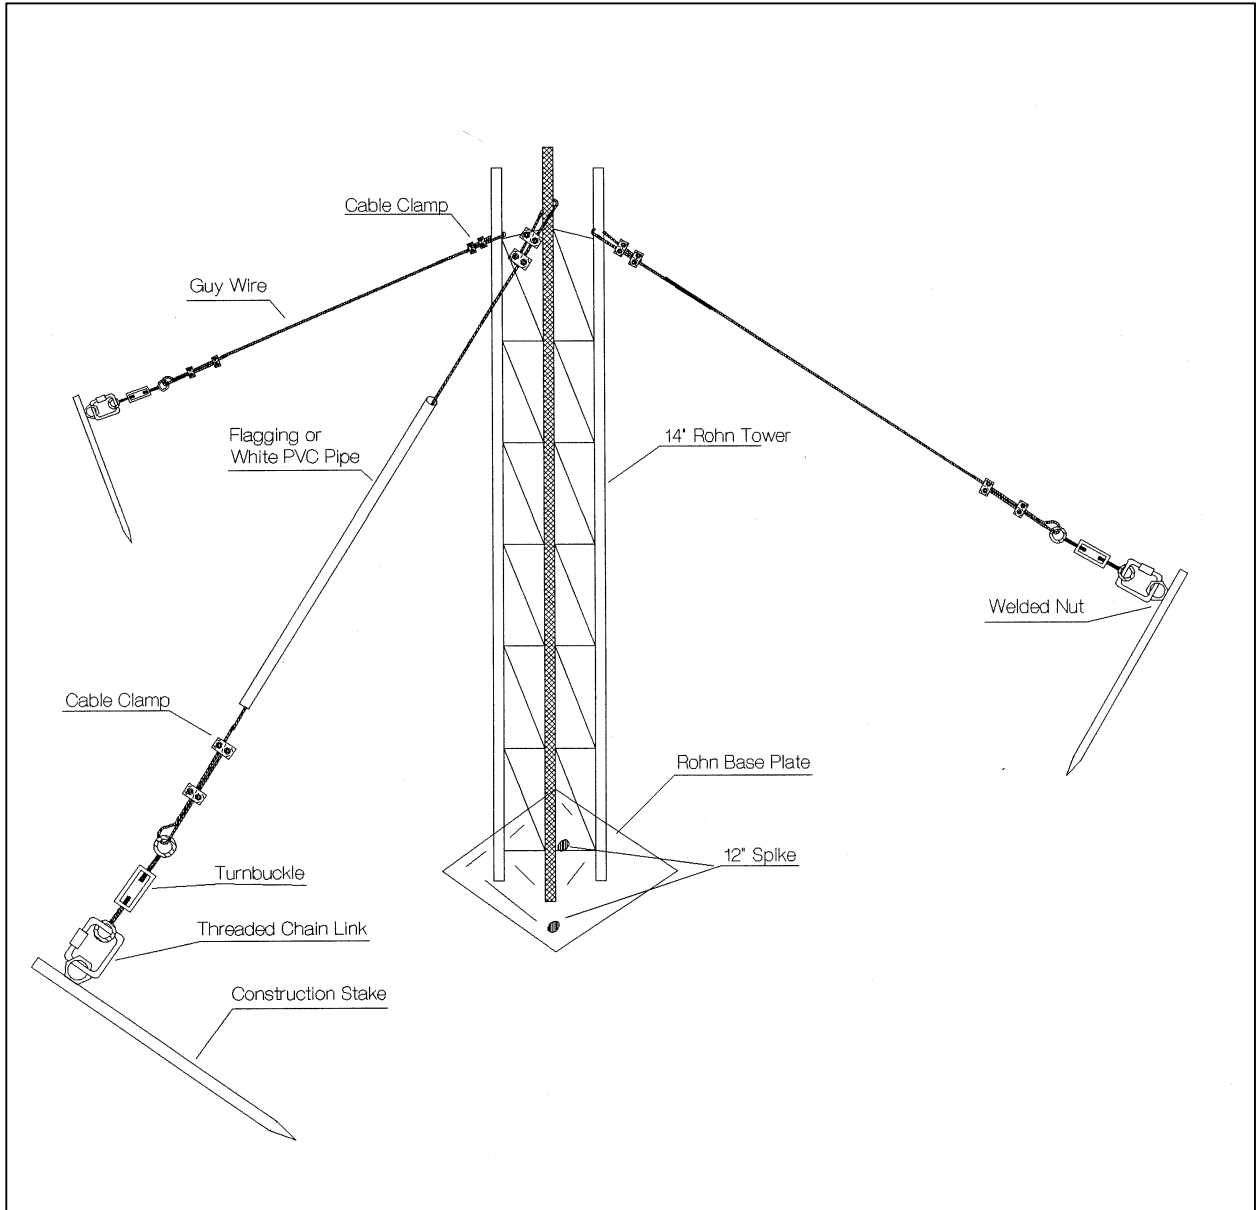 Cable Clamp
Guy Wire
Flagging or
White PVC Pipe
14' Rohn Tower
Welded Nut
Cable Clamp
Rohn Base Plate
12" Spike
Turnbuckle
Threaded Chain Link
Construction Stake